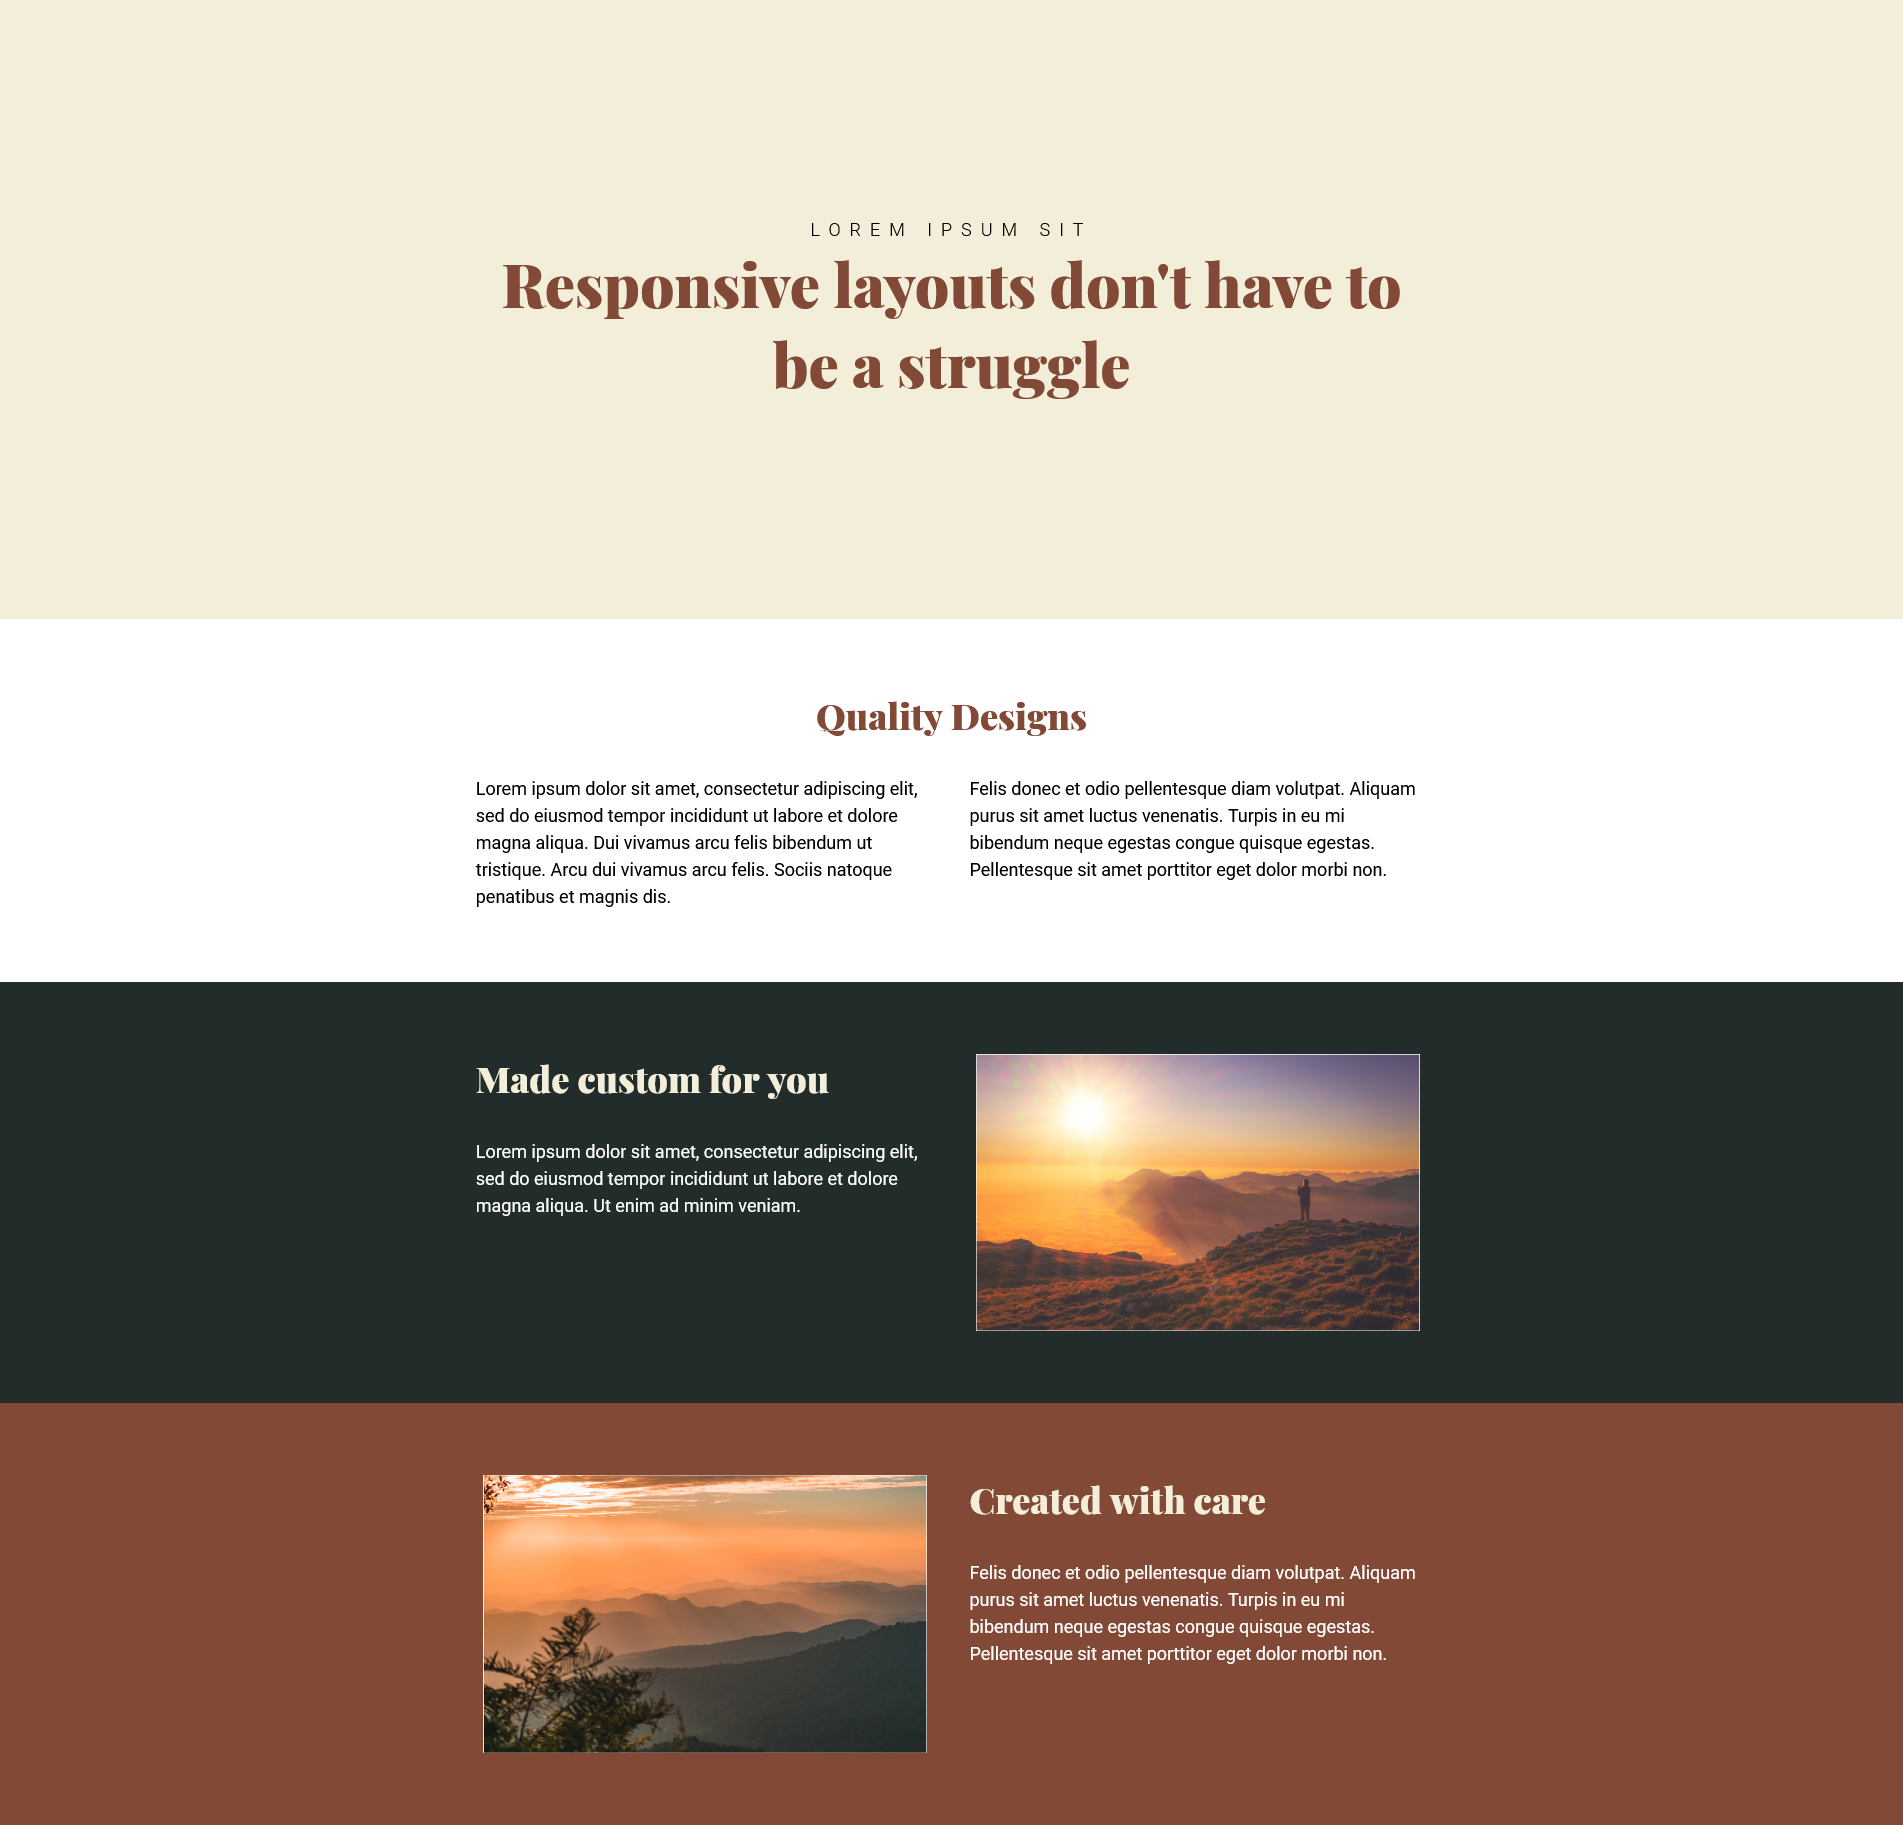 LOREM IPSUM SIT
Responsive layouts don't have to
be a struggle
Quality Designs
Lorem ipsum dolor sit amet, consectetur adipiscing elit,
sed do eiusmod tempor incididunt ut labore et dolore
magna aliqua. Dui vivamus arcu felis bibendum ut
tristique. Arcu dui vivamus arcu felis. Sociis natoque
penatibus et magnis dis.
Felis donec et odio pellentesque diam volutpat. Aliquam
purus sit amet luctus venenatis. Turpis in eu mi
bibendum neque egestas congue quisque egestas.
Pellentesque sit amet porttitor eget dolor morbi non.
Made custom for you
Lorem ipsum dolor sit amet, consectetur adipiscing elit,
sed do eiusmod tempor incididunt ut labore et dolore
magna aliqua. Ut enim ad minim veniam.
Created with care
Felis donec et odio pellentesque diam volutpat. Aliquam
purus sit amet luctus venenatis. Turpis in eu mi
bibendum neque egestas congue quisque egestas.
Pellentesque sit amet porttitor eget dolor morbi non.